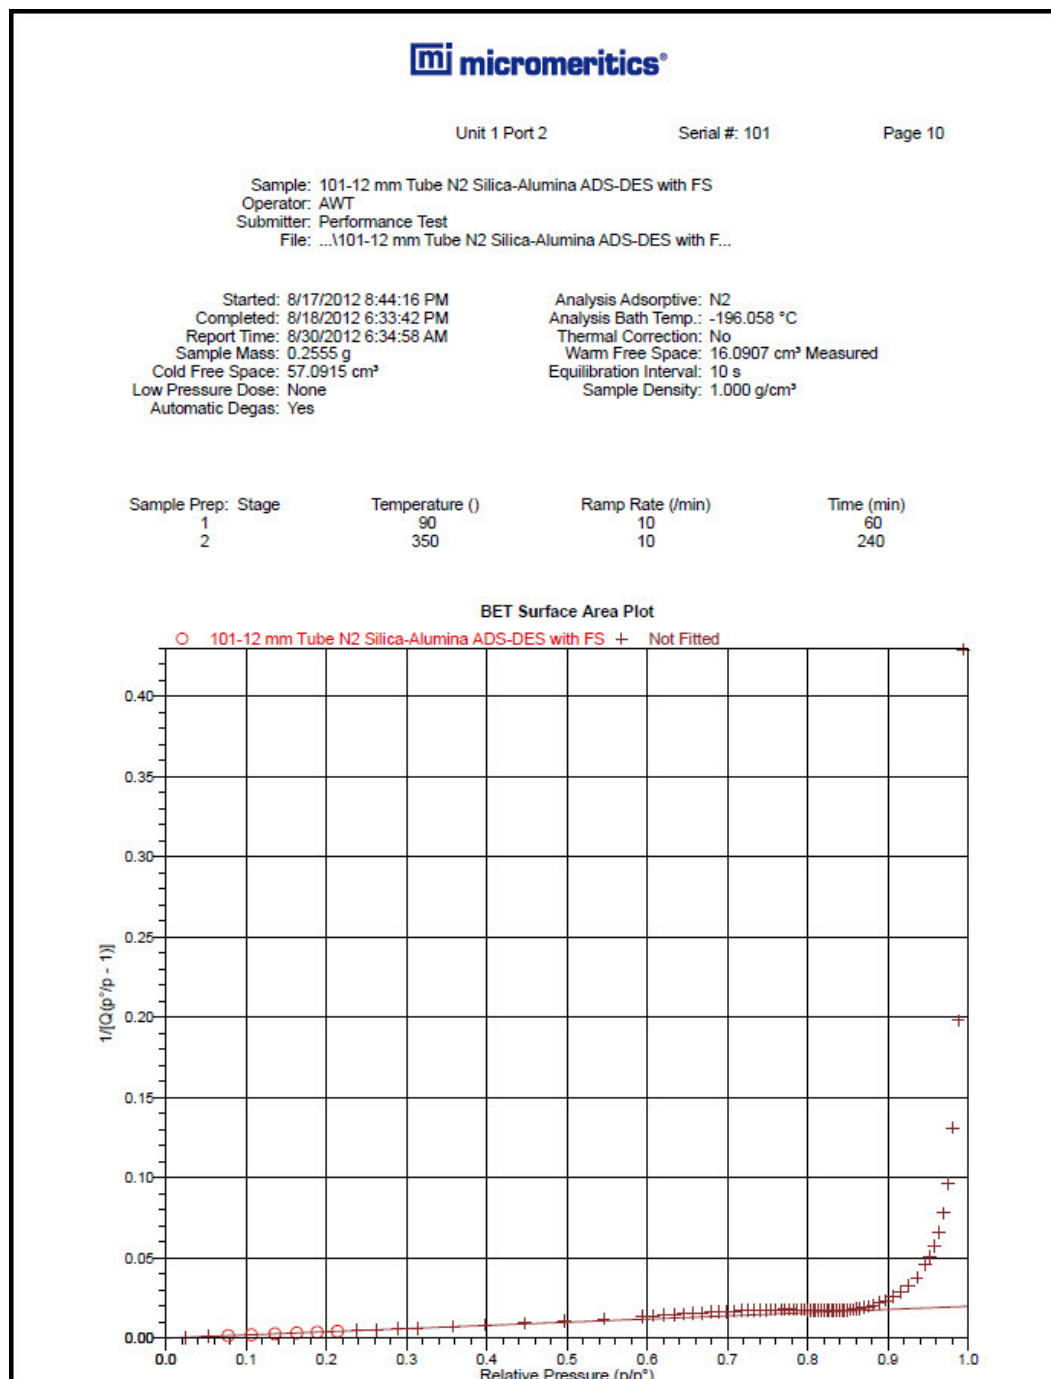 mi micromeritics®
Unit 1 Port 2 Serial #: 101 Page 10
Sample: 101-12 mm Tube N2 Silica-Alumina ADS-DES with FS
Operator: AWT
Submitter: Performance Test
File: ...\101-12 mm Tube N2 Silica-Alumina ADS-DES with F...
Started: 8/17/2012 8:44:16 PM Analysis Adsorptive: N2
Completed: 8/18/2012 6:33:42 PM Analysis Bath Temp.: -196.058 °C
Report Time: 8/30/2012 6:34:58 AM Thermal Correction: No
Sample Mass: 0.2555 g Warm Free Space: 16.0907 cm³ Measured
Cold Free Space: 57.0915 cm³ Equilibration Interval: 10 s
Low Pressure Dose: None Sample Density: 1.000 g/cm³
Automatic Degas: Yes
Sample Prep: Stage Temperature () Ramp Rate (/min) Time (min)
1 90 10 60
2 350 10 240
BET Surface Area Plot
101-12 mm Tube N2 Silica-Alumina ADS-DES with FS + Not Fitted
0.40
0.35
0.30
0.25
0.20
0.15
0.10
0.05
0.00
1/[Q(p°/p - 1)]
0.0 0.1 0.2 0.3 0.4 0.5 0.6 0.7 0.8 0.9 1.0
Relative Pressure (p/p°)